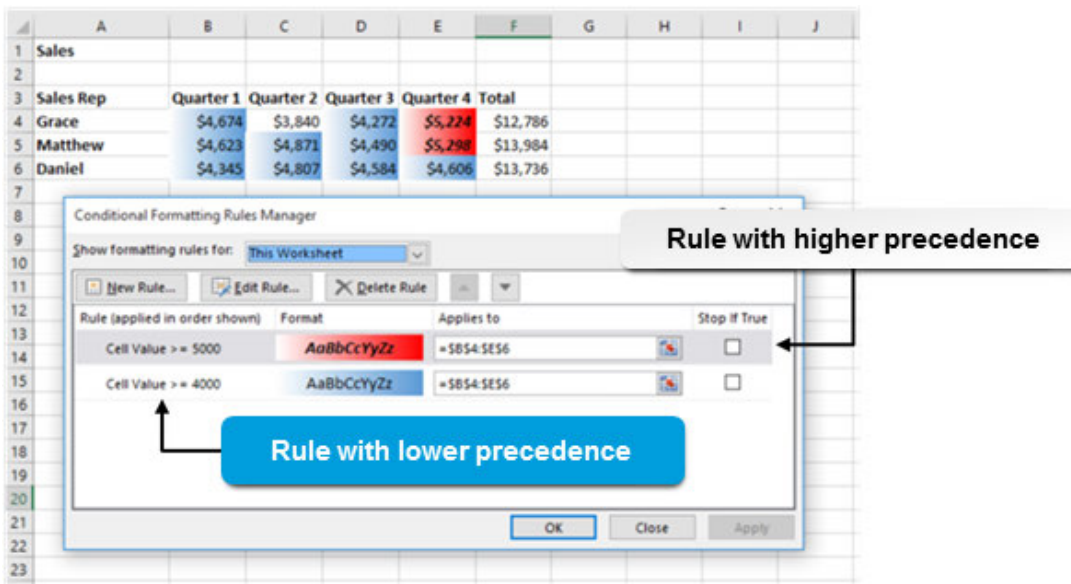 A B C D E F G H I J
1 Sales
2
3 Sales Rep Quarter 1 Quarter 2 Quarter 3 Quarter 4 Total
4 Grace $4,674 $3,840 $4,272 $5,224 $12,786
5 Matthew $4,623 $4,871 $4,490 $5,298 $13,984
6 Daniel $4,345 $4,807 $4,584 $4,606 $13,736
7
8 Conditional Formatting Rules Manager
9
Rule with higher precedence
Show formatting rules for: This Worksheet
10
11 New Rule... Edit Rule... Delete Rule
12 Rule (applied in order shown) Format Applies to Stop If True
13
Cell Value >= 5000 AaBbCcYyZz =$B$4:$E$6
14
15 Cell Value >= 4000 AaBbCcYyZz =$B$4:$E$6
16
17
18 Rule with lower precedence
19
20
21 OK Close Apply
22
23